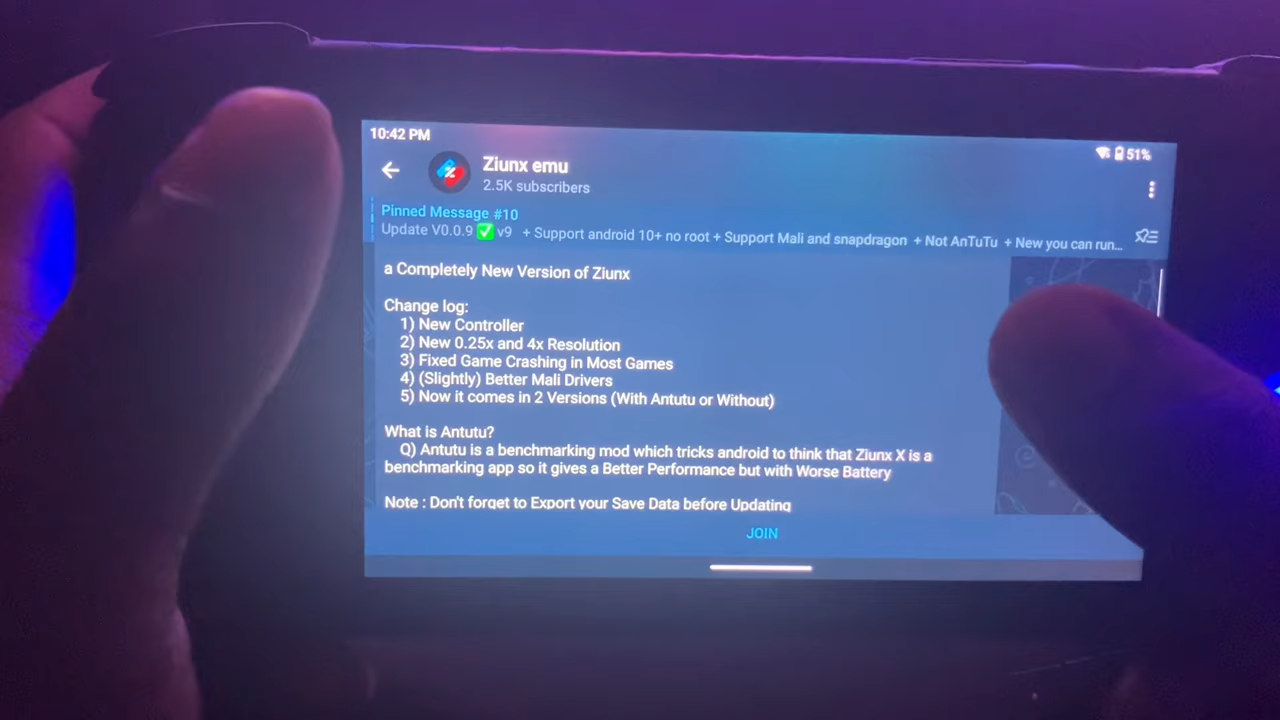 10:42 PM
51%
Ziunx emu
2.5K subscribers
Pinned Message #10
Update V0.0.9 ✅ v9 + Support android 10+ no root + Support Mali and snapdragon + Not AnTuTu + New you can run...
a Completely New Version of Ziunx
Change log:
1) New Controller
2) New 0.25x and 4x Resolution
3) Fixed Game Crashing in Most Games
4) (Slightly) Better Mali Drivers
5) Now it comes in 2 Versions (With Antutu or Without)
What is Antutu?
Q) Antutu is a benchmarking mod which tricks android to think that Ziunx X is a
benchmarking app so it gives a Better Performance but with Worse Battery
Note : Don't forget to Export your Save Data before Updating
JOIN